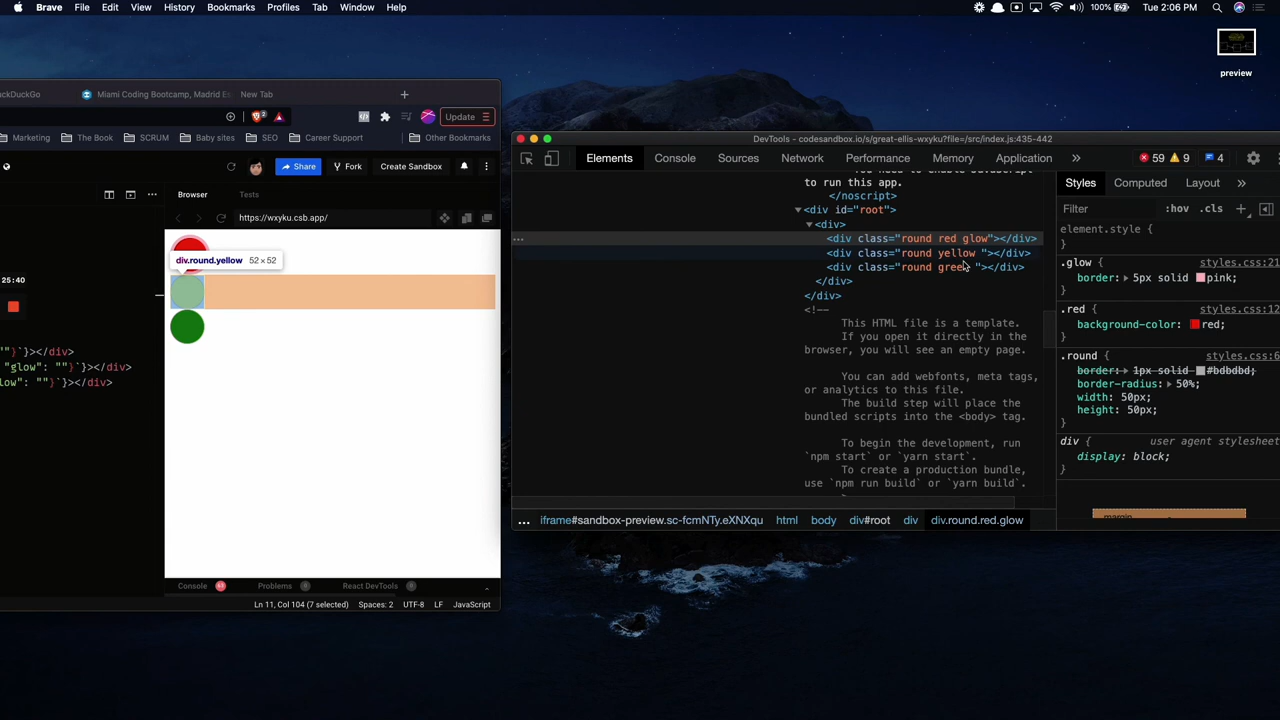 Brave File Edit View History Bookmarks Profiles Tab Window Help
100% Tue 2:06 PM
preview
uckDuckGo
Miami Coding Bootcamp, Madrid Es
New Tab
2
Update
Marketing The Book SCRUM Baby sites SEO Career Support Other Bookmarks
Share Fork Create Sandbox
Browser Tests
https://wxyku.csb.app/
div.round.yellow 52 × 52
25:40
""}`}></div>
"glow": ""}`}></div>
low": ""}`}></div>
Console Problems 0 React DevTools 0
Ln 11, Col 104 (7 selected) Spaces: 2 UTF-8 LF JavaScript
DevTools - codesandbox.io/s/great-ellis-wxyku?file=/src/index.js:435-442
Elements Console Sources Network Performance Memory Application » 59 9 4
to run this app.
</noscript>
<div id="root">
<div>
<div class="round red glow"></div>
<div class="round yellow "></div>
<div class="round green "></div>
</div>
</div>
<!--
This HTML file is a template.
If you open it directly in the
browser, you will see an empty page.
You can add webfonts, meta tags,
or analytics to this file.
The build step will place the
bundled scripts into the <body> tag.
To begin the development, run
`npm start` or `yarn start`.
To create a production bundle,
use `npm run build` or `yarn build`.
… iframe#sandbox-preview.sc-fcmNTy.eXNXqu html body div#root div div.round.red.glow
Styles Computed Layout »
Filter :hov .cls +
element.style {
}
.glow styles.css:21
border: 5px solid pink;
}
.red styles.css:12
background-color: red;
}
.round { styles.css:6
border: 1px solid #bdbdbd;
border-radius: 50%;
width: 50px;
height: 50px;
}
div { user agent stylesheet
display: block;
}